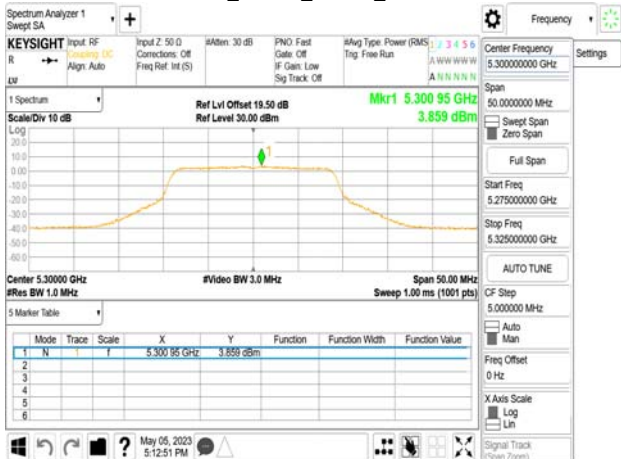 Spectrum Analyzer 1
Swept SA
+
Frequency
KEYSIGHT
Input: RF
Coupling: DC
Align: Auto
Input Z: 50 Ω
Corrections: Off
Freq Ref: Int (S)
#Atten: 30 dB
PNO: Fast
Gate: Off
IF Gain: Low
Sig Track: Off
#Avg Type: Power (RMS
Trig: Free Run
1 2 3 4 5 6
A W W W W W
A N N N N N
R
Center Frequency
5.300000000 GHz
Settings
Span
50.0000000 MHz
Swept Span
Zero Span
Full Span
Start Freq
5.275000000 GHz
Stop Freq
5.325000000 GHz
AUTO TUNE
CF Step
5.000000 MHz
Auto
Man
Freq Offset
0 Hz
X Axis Scale
Log
Lin
Signal Track
(Span Zoom)
1 Spectrum
Scale/Div 10 dB
Ref Lvl Offset 19.50 dB
Ref Level 30.00 dBm
Mkr1 5.300 95 GHz
3.859 dBm
Log
20.0
10.0
0.00
-10.0
-20.0
-30.0
-40.0
-50.0
-60.0
1
Center 5.30000 GHz
#Res BW 1.0 MHz
#Video BW 3.0 MHz
Span 50.00 MHz
Sweep 1.00 ms (1001 pts)
5 Marker Table
Mode Trace Scale X Y Function Function Width Function Value
1 N 1 f 5.300 95 GHz 3.859 dBm
2
3
4
5
6
?
May 05, 2023
5:12:51 PM